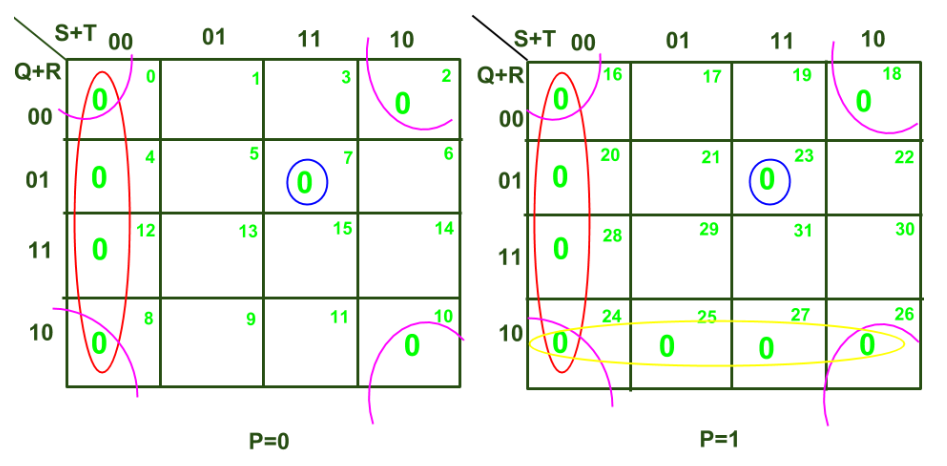 S+T 00 01 11 10 S+T 00 01 11 10
Q+R 0 1 3 2 Q+R 16 17 19 18
00 0 0 00 0 0
01 4 5 7 6 01 20 21 23 22
0 0 0 0
11 12 13 15 14 11 28 29 31 30
0 0
10 8 9 11 10 10 24 25 27 26
0 0 0 0 0 0
P=0 P=1